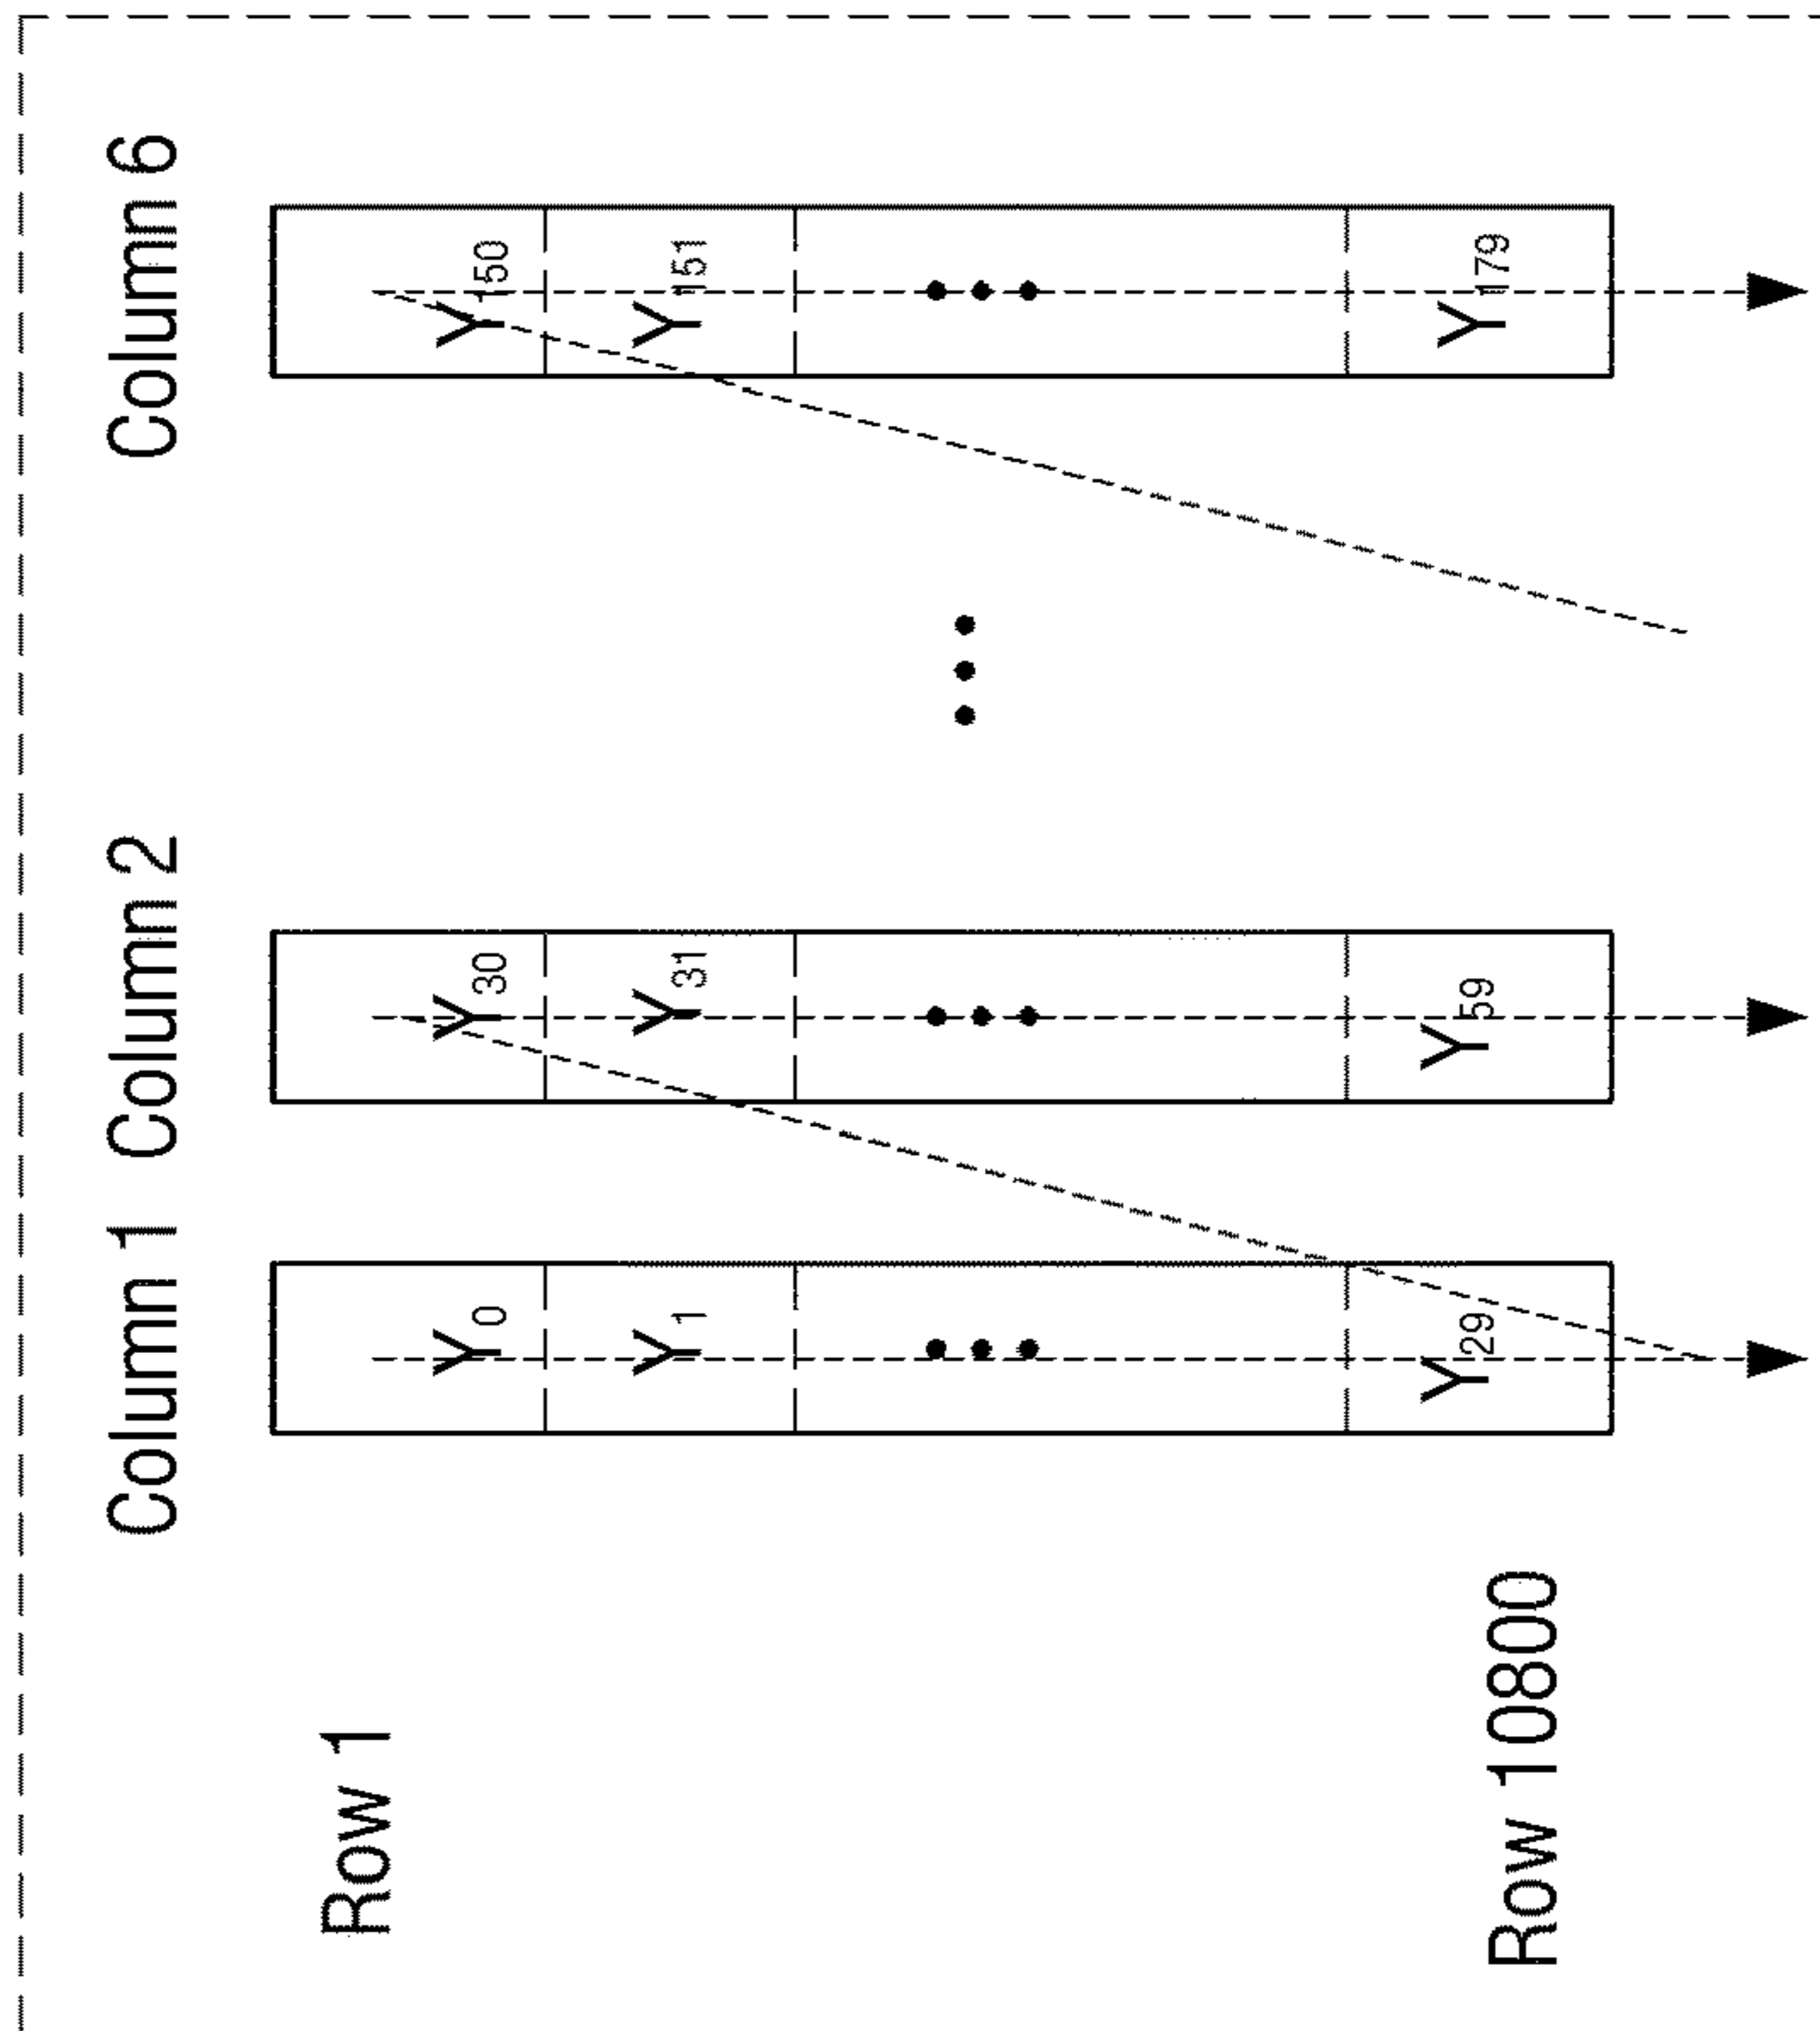 Column 1 Column 2 Column 6
Row 1
Y0 Y30 Y150
Y1 Y31 Y151
Row 10800
Y29 Y59 Y179